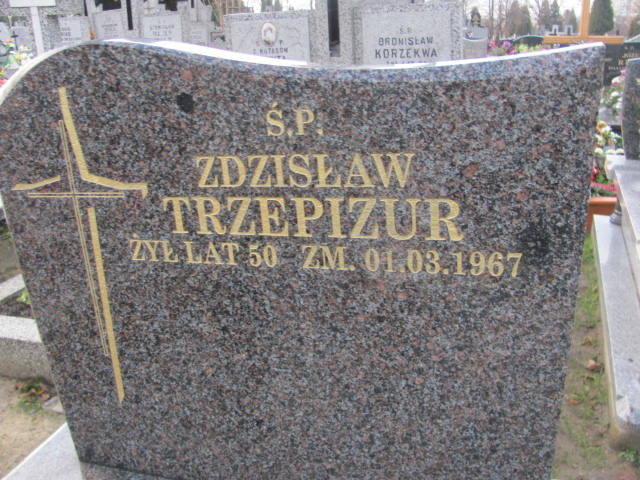 Ś.P.
ZDZISŁAW
TRZEPIZUR
ŻYŁ LAT 50 ZM. 01.03.1967
BRONISŁAW
KORZEKWA